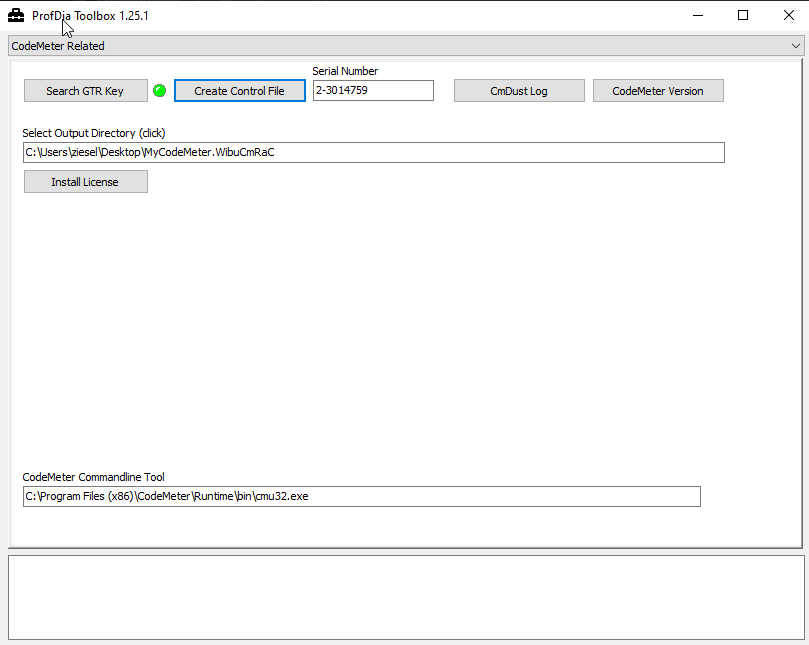 ProfDia Toolbox 1.25.1
CodeMeter Related
Serial Number
Search GTR Key
Create Control File
2-3014759
CmDust Log
CodeMeter Version
Select Output Directory (click)
C:\Users\ziesel\Desktop\MyCodeMeter.WibuCmRaC
Install License
CodeMeter Commandline Tool
C:\Program Files (x86)\CodeMeter\Runtime\bin\cmu32.exe